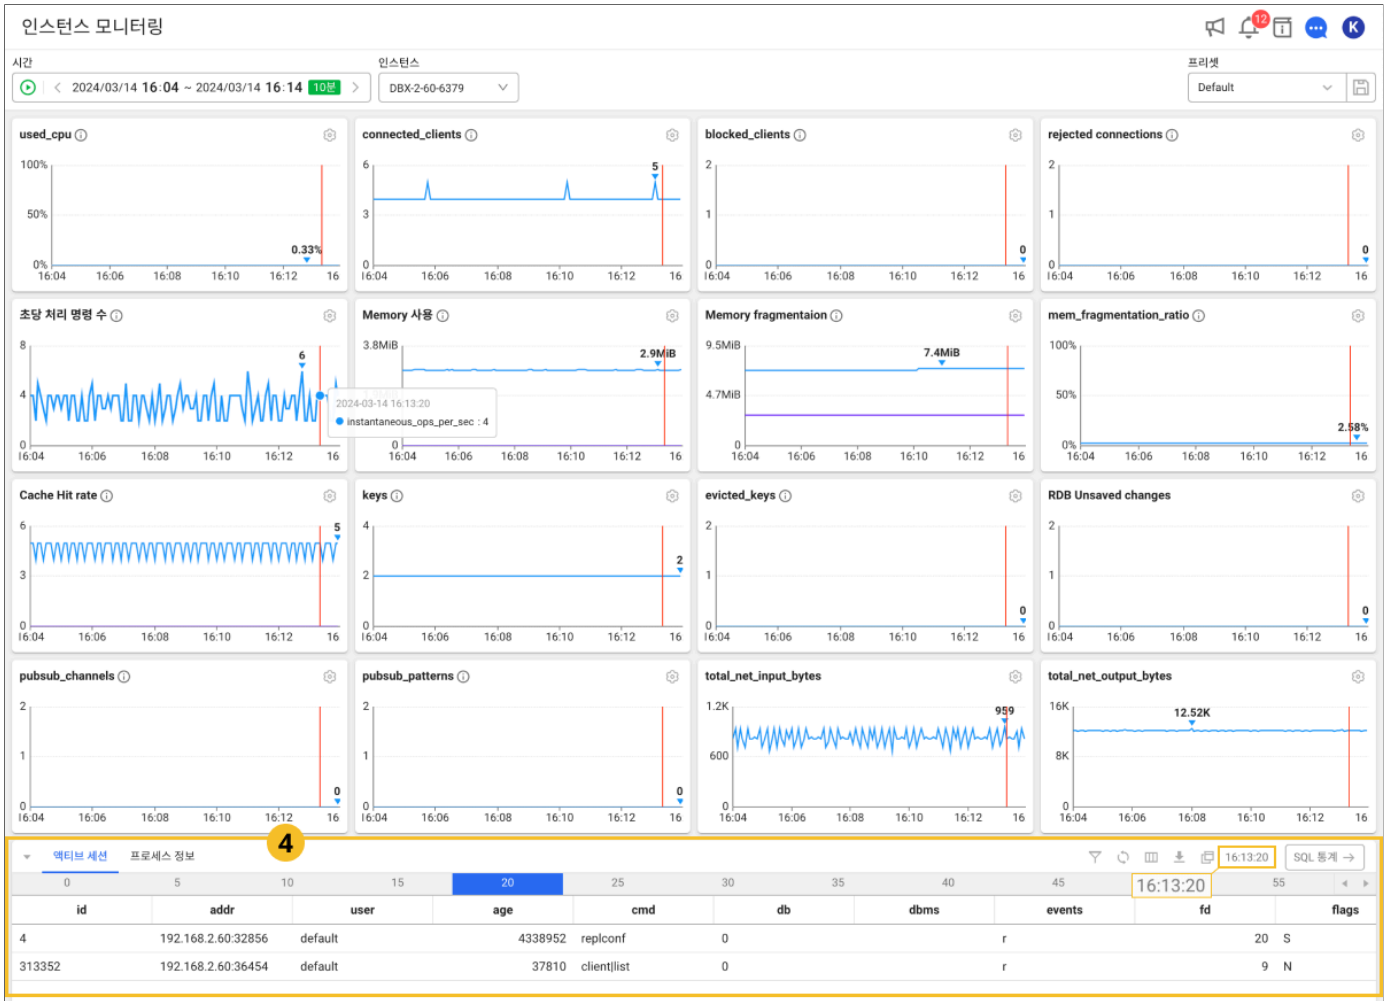 인스턴스 모니터링
12
K
시간
인스턴스
프리셋
2024/03/14 16:04 ~ 2024/03/14 16:14 10분
DBX-2-60-6379
Default
used_cpu
100%
50%
0%
0.33%
16:04 16:06 16:08 16:10 16:12 16
connected_clients
6
3
0
5
16:04 16:06 16:08 16:10 16:12 16
blocked_clients
2
1
0
0
16:04 16:06 16:08 16:10 16:12 16
rejected connections
2
1
0
0
16:04 16:06 16:08 16:10 16:12 16
초당 처리 명령 수
8
4
0
6
16:04 16:06 16:08 16:10 16:12 16
2024-03-14 16:13:20
instantaneous_ops_per_sec : 4
Memory 사용
3.8MiB
0
2.9MiB
16:04 16:06 16:08 16:10 16:12 16
Memory fragmentaion
9.5MiB
4.7MiB
0
7.4MiB
16:04 16:06 16:08 16:10 16:12 16
mem_fragmentation_ratio
100%
50%
0%
2.58%
16:04 16:06 16:08 16:10 16:12 16
Cache Hit rate
6
3
0
5
16:04 16:06 16:08 16:10 16:12 16
keys
4
2
0
2
16:04 16:06 16:08 16:10 16:12 16
evicted_keys
2
1
0
0
16:04 16:06 16:08 16:10 16:12 16
RDB Unsaved changes
2
1
0
0
16:04 16:06 16:08 16:10 16:12 16
pubsub_channels
2
1
0
0
16:04 16:06 16:08 16:10 16:12 16
pubsub_patterns
2
1
0
0
16:04 16:06 16:08 16:10 16:12 16
total_net_input_bytes
1.2K
600
0
959
16:04 16:06 16:08 16:10 16:12 16
total_net_output_bytes
16K
8K
0
12.52K
16:04 16:06 16:08 16:10 16:12 16
4
액티브 세션 프로세스 정보
16:13:20 SQL 통계 →
0 5 10 15 20 25 30 35 40 45 16:13:20 55
id addr user age cmd db dbms events fd flags
4 192.168.2.60:32856 default 4338952 replconf 0 r 20 S
313352 192.168.2.60:36454 default 37810 client|list 0 r 9 N